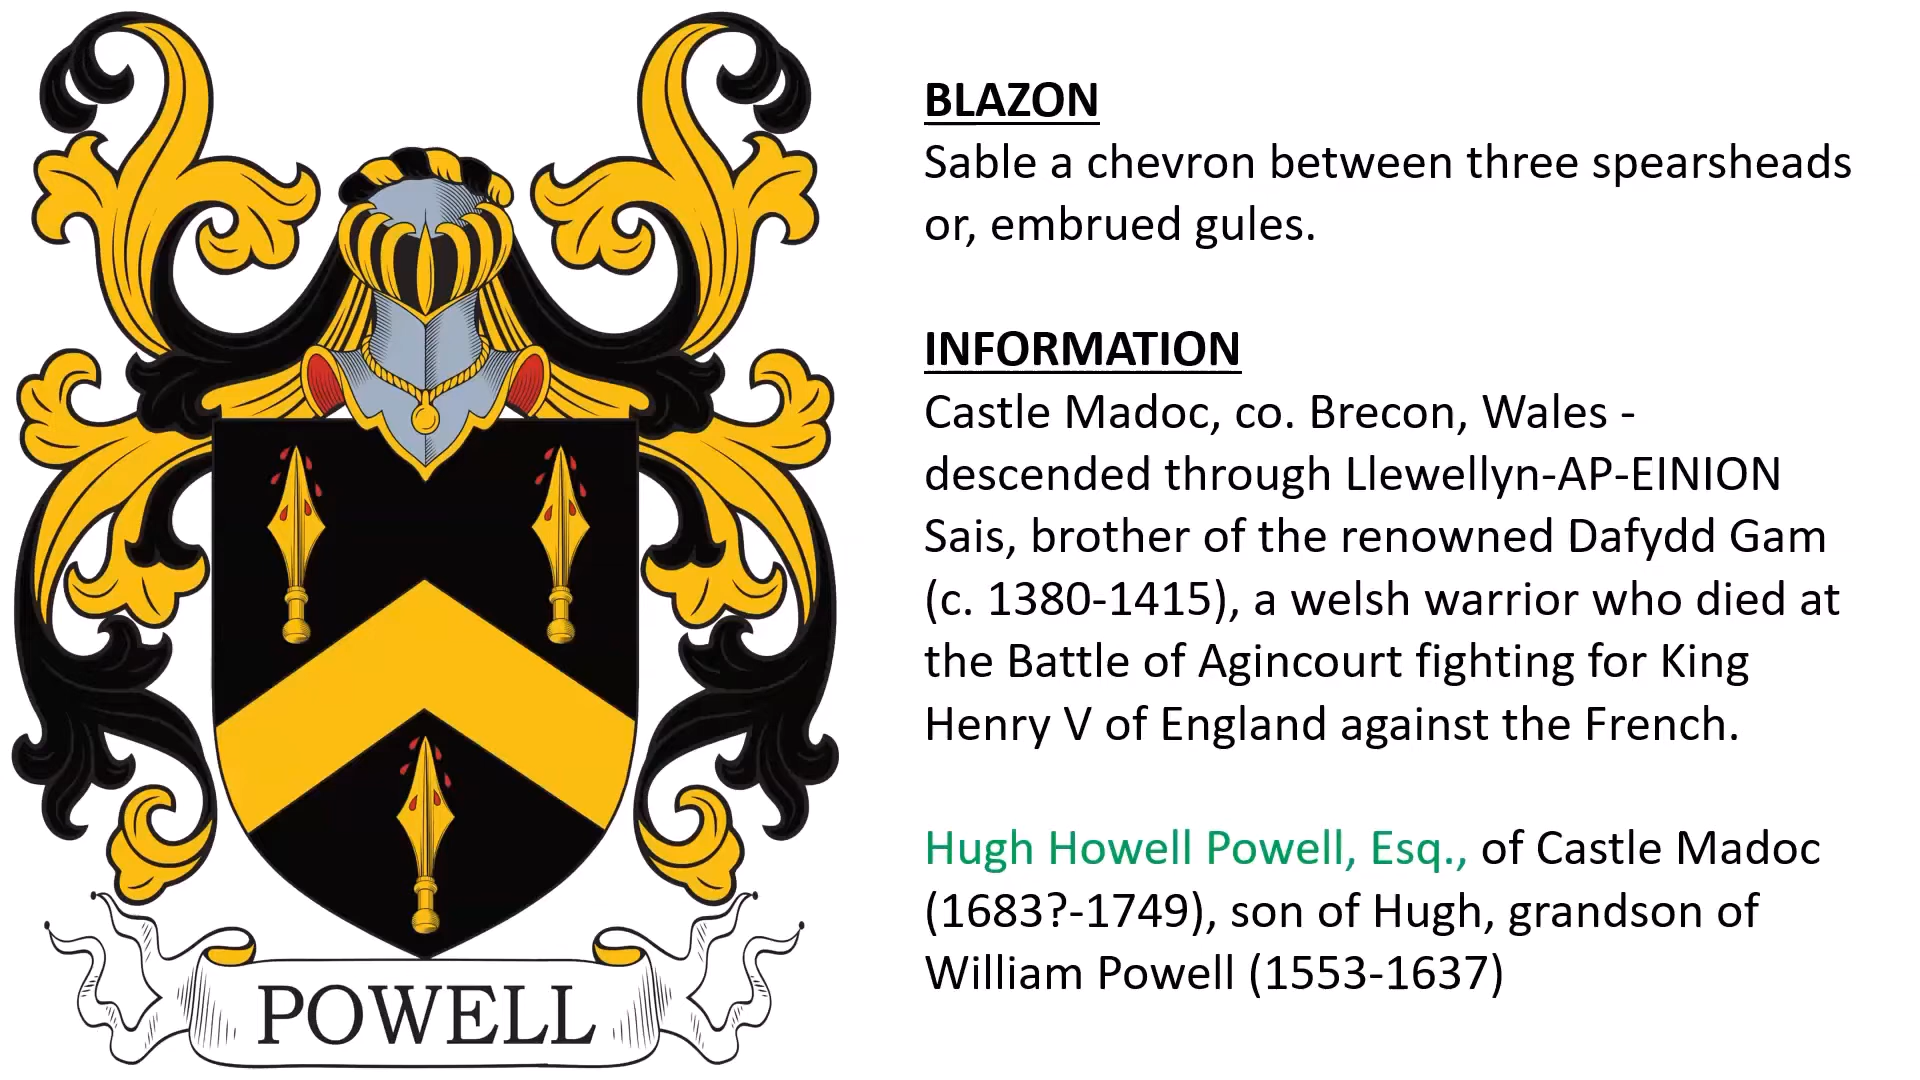 BLAZON
Sable a chevron between three spearsheads
or, embrued gules.
INFORMATION
Castle Madoc, co. Brecon, Wales -
descended through Llewellyn-AP-EINION
Sais, brother of the renowned Dafydd Gam
(c. 1380-1415), a welsh warrior who died at
the Battle of Agincourt fighting for King
Henry V of England against the French.
Hugh Howell Powell, Esq., of Castle Madoc
(1683?-1749), son of Hugh, grandson of
William Powell (1553-1637)
POWELL